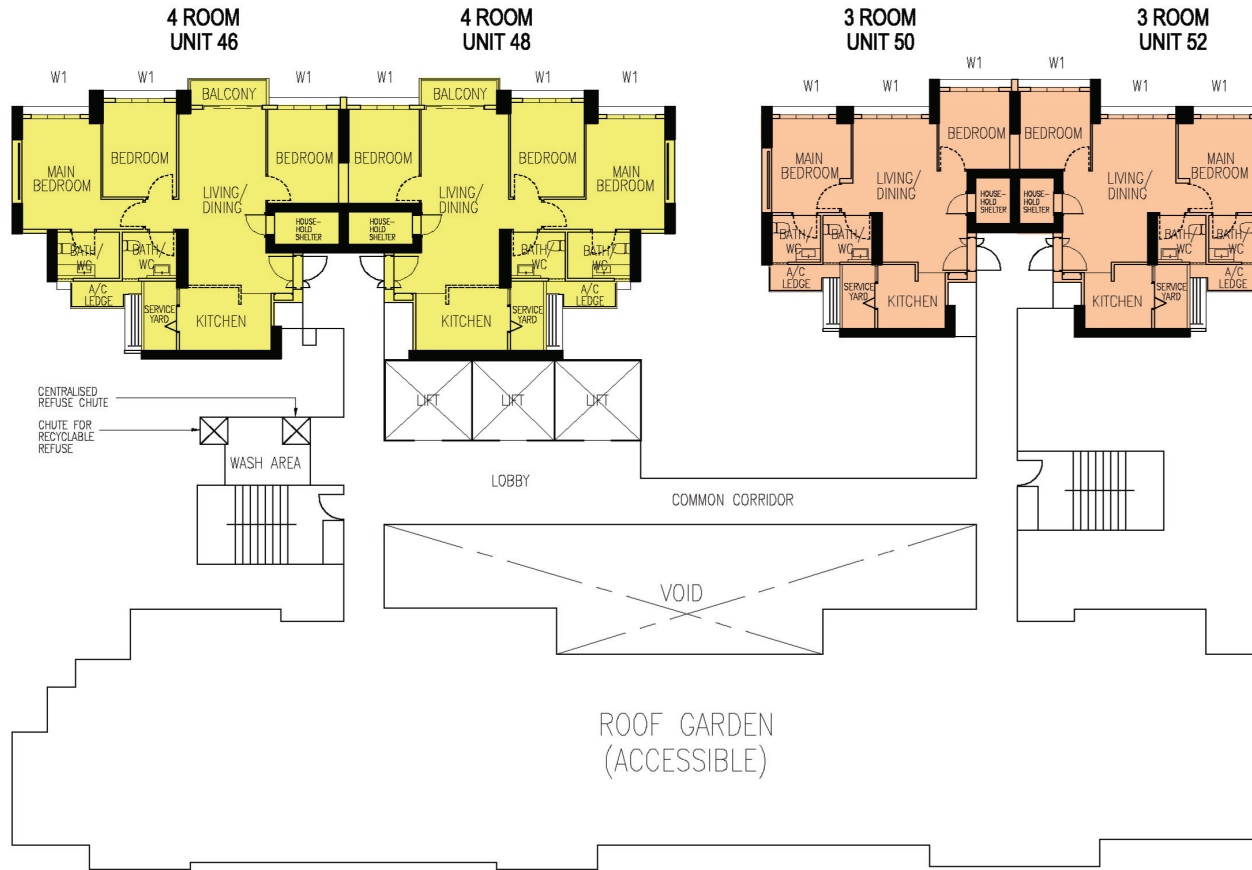 4 ROOM
UNIT 46
4 ROOM
UNIT 48
3 ROOM
UNIT 50
3 ROOM
UNIT 52
W1
W1
W1
W1
W1
W1
W1
W1
W1
W1
W1
W1
BALCONY
BALCONY
MAIN
BEDROOM
BEDROOM
LIVING/
DINING
BEDROOM
BEDROOM
LIVING/
DINING
BEDROOM
MAIN
BEDROOM
MAIN
BEDROOM
LIVING/
DINING
BEDROOM
BEDROOM
LIVING/
DINING
MAIN
BEDROOM
HOUSE-
HOLD
SHELTER
HOUSE-
HOLD
SHELTER
HOUSE-
HOLD
SHELTER
HOUSE-
HOLD
SHELTER
BATH/
WC
BATH/
WC
BATH/
WC
BATH/
WC
BATH/
WC
BATH/
WC
BATH/
WC
BATH/
WC
A/C
LEDGE
SERVICE
YARD
KITCHEN
KITCHEN
SERVICE
YARD
A/C
LEDGE
A/C
LEDGE
SERVICE
YARD
KITCHEN
KITCHEN
SERVICE
YARD
A/C
LEDGE
CENTRALISED
REFUSE CHUTE
CHUTE FOR
RECYCLABLE
REFUSE
WASH AREA
LIFT
LIFT
LIFT
LOBBY
COMMON CORRIDOR
VOID
ROOF GARDEN
(ACCESSIBLE)